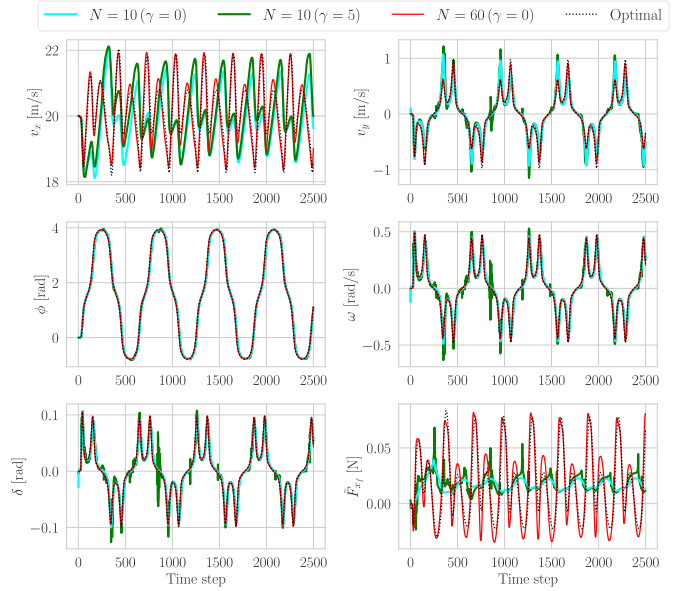 N = 10 (γ = 0) N = 10 (γ = 5) N = 60 (γ = 0) Optimal
22
20
18
v_x [m/s]
0 500 1000 1500 2000 2500
1
0
−1
v_y [m/s]
0 500 1000 1500 2000 2500
4
2
0
ϕ [rad]
0 500 1000 1500 2000 2500
0.5
0.0
−0.5
ω [rad/s]
0 500 1000 1500 2000 2500
0.1
0.0
−0.1
δ [rad]
0 500 1000 1500 2000 2500
Time step
0.05
0.00
F̃_{x_f} [N]
0 500 1000 1500 2000 2500
Time step